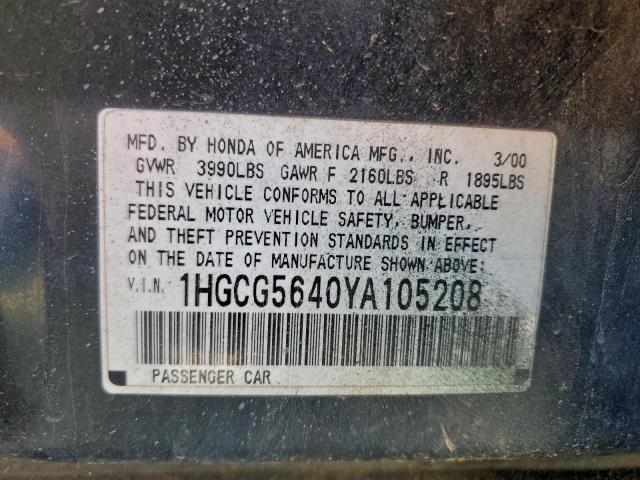 MFD. BY HONDA OF AMERICA MFG., INC. 3/00
GVWR 3990LBS GAWR F 2160LBS R 1895LBS
THIS VEHICLE CONFORMS TO ALL APPLICABLE
FEDERAL MOTOR VEHICLE SAFETY, BUMPER,
AND THEFT PREVENTION STANDARDS IN EFFECT
ON THE DATE OF MANUFACTURE SHOWN ABOVE:
V.I.N. 1HGCG5640YA105208
PASSENGER CAR